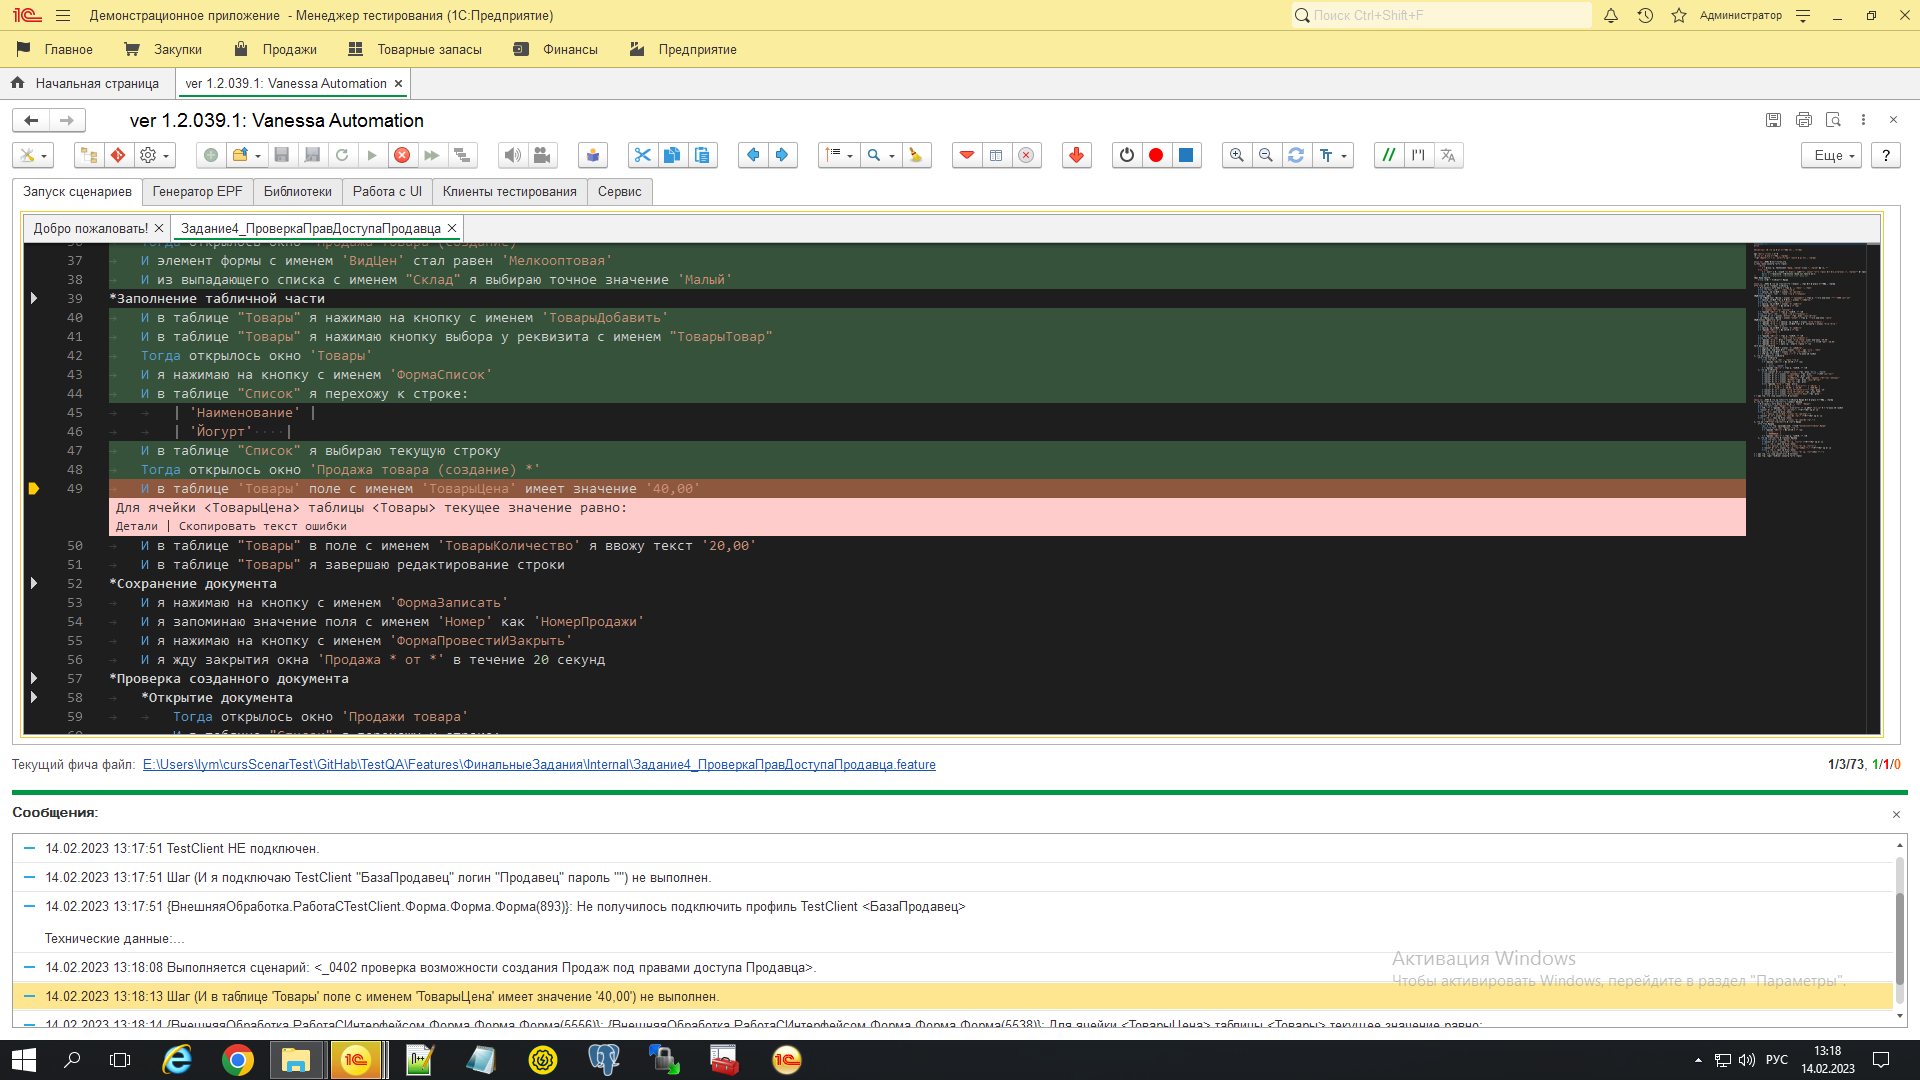 Демонстрационное приложение - Менеджер тестирования (1С:Предприятие)
Поиск Ctrl+Shift+F
Администратор
Главное
Закупки
Продажи
Товарные запасы
Финансы
Предприятие
Начальная страница
ver 1.2.039.1: Vanessa Automation
ver 1.2.039.1: Vanessa Automation
Еще
?
Запуск сценариев
Генератор EPF
Библиотеки
Работа с UI
Клиенты тестирования
Сервис
Добро пожаловать!
Задание4_ПроверкаПравДоступаПродавца
36 Тогда открылось окно 'Продажа товара (создание)'
37 И элемент формы с именем 'ВидЦен' стал равен 'Мелкооптовая'
38 И из выпадающего списка с именем "Склад" я выбираю точное значение 'Малый'
39 *Заполнение табличной части
40 И в таблице "Товары" я нажимаю на кнопку с именем 'ТоварыДобавить'
41 И в таблице "Товары" я нажимаю кнопку выбора у реквизита с именем "ТоварыТовар"
42 Тогда открылось окно 'Товары'
43 И я нажимаю на кнопку с именем 'ФормаСписок'
44 И в таблице "Список" я перехожу к строке:
45 | 'Наименование' |
46 | 'Йогурт'····|
47 И в таблице "Список" я выбираю текущую строку
48 Тогда открылось окно 'Продажа товара (создание) *'
49 И в таблице 'Товары' поле с именем 'ТоварыЦена' имеет значение '40,00'
Для ячейки <ТоварыЦена> таблицы <Товары> текущее значение равно:
Детали | Скопировать текст ошибки
50 И в таблице "Товары" в поле с именем 'ТоварыКоличество' я ввожу текст '20,00'
51 И в таблице "Товары" я завершаю редактирование строки
52 *Сохранение документа
53 И я нажимаю на кнопку с именем 'ФормаЗаписать'
54 И я запоминаю значение поля с именем 'Номер' как 'НомерПродажи'
55 И я нажимаю на кнопку с именем 'ФормаПровестиИЗакрыть'
56 И я жду закрытия окна 'Продажа * от *' в течение 20 секунд
57 *Проверка созданного документа
58 *Открытие документа
59 Тогда открылось окно 'Продажи товара'
60 И в таблице "Список" я перехожу к строке:
Текущий фича файл: E:\Users\lym\cursScenarTest\GitHab\TestQA\Features\ФинальныеЗадания\Internal\Задание4_ПроверкаПравДоступаПродавца.feature
1/3/73, 1/1/0
Сообщения:
14.02.2023 13:17:51 TestClient НЕ подключен.
14.02.2023 13:17:51 Шаг (И я подключаю TestClient "БазаПродавец" логин "Продавец" пароль "") не выполнен.
14.02.2023 13:17:51 {ВнешняяОбработка.РаботаСTestClient.Форма.Форма.Форма(893)}: Не получилось подключить профиль TestClient <БазаПродавец>
Технические данные:...
14.02.2023 13:18:08 Выполняется сценарий: <_0402 проверка возможности создания Продаж под правами доступа Продавца>.
14.02.2023 13:18:13 Шаг (И в таблице 'Товары' поле с именем 'ТоварыЦена' имеет значение '40,00') не выполнен.
14.02.2023 13:18:14 {ВнешняяОбработка.РаботаСИнтерфейсом.Форма.Форма.Форма(5556)}: {ВнешняяОбработка.РаботаСИнтерфейсом.Форма.Форма.Форма(5538)}: Для ячейки <ТоварыЦена> таблицы <Товары> текущее значение равно:
Активация Windows
Чтобы активировать Windows, перейдите в раздел "Параметры".
РУС
13:18
14.02.2023